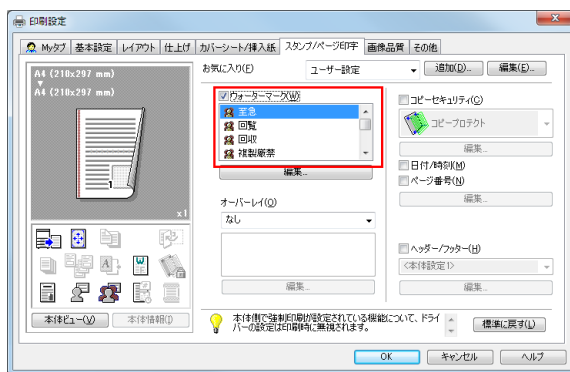 印刷設定
Myタブ 基本設定 レイアウト 仕上げ カバーシート/挿入紙 スタンプ/ページ印字 画像品質 その他
A4 (210x297 mm)
A4 (210x297 mm)
1
x1
本体ビュー(V) 本体情報(I)
お気に入り(F) ユーザー設定 追加(D)... 編集(E)...
ウォーターマーク(W)
至急
回覧
回収
複製厳禁
編集...
オーバーレイ(O)
なし
編集...
コピーセキュリティ(C)
コピープロテクト
編集...
日付/時刻(M)
ページ番号(N)
編集...
ヘッダー/フッター(H)
<本体設定1>
編集...
本体側で強制印刷が設定されている機能について、ドライ
バーの設定は印刷時に無視されます。
標準に戻す(L)
OK キャンセル ヘルプ